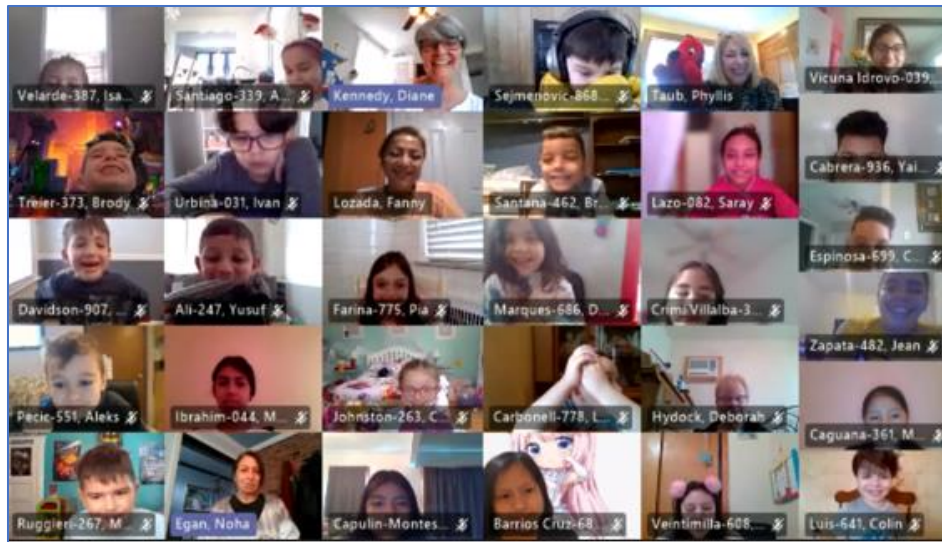 Velarde-387, Isa...
Santiago-339, A...
Kennedy, Diane
Sejmenovic-868...
Taub, Phyllis
Vicuna Idrovo-039,
Treier-373, Brody
Urbina-031, Ivan
Lozada, Fanny
Santana-462, Br...
Lazo-082, Saray
Cabrera-936, Yai...
Davidson-907, ...
Ali-247, Yusuf
Farina-775, Pia
Marques-686, D...
Crimi Villalba-3...
Espinosa-699, C...
Zapata-482, Jean
Pecic-551, Aleks
Ibrahim-044, M...
Johnston-263, C...
Carbonell-778, L...
Hydock, Deborah
Caguana-361, M...
Ruggieri-267, M...
Egan, Noha
Capulin-Montes...
Barrios Cruz-68...
Veintimilla-608,...
Luis-641, Colin